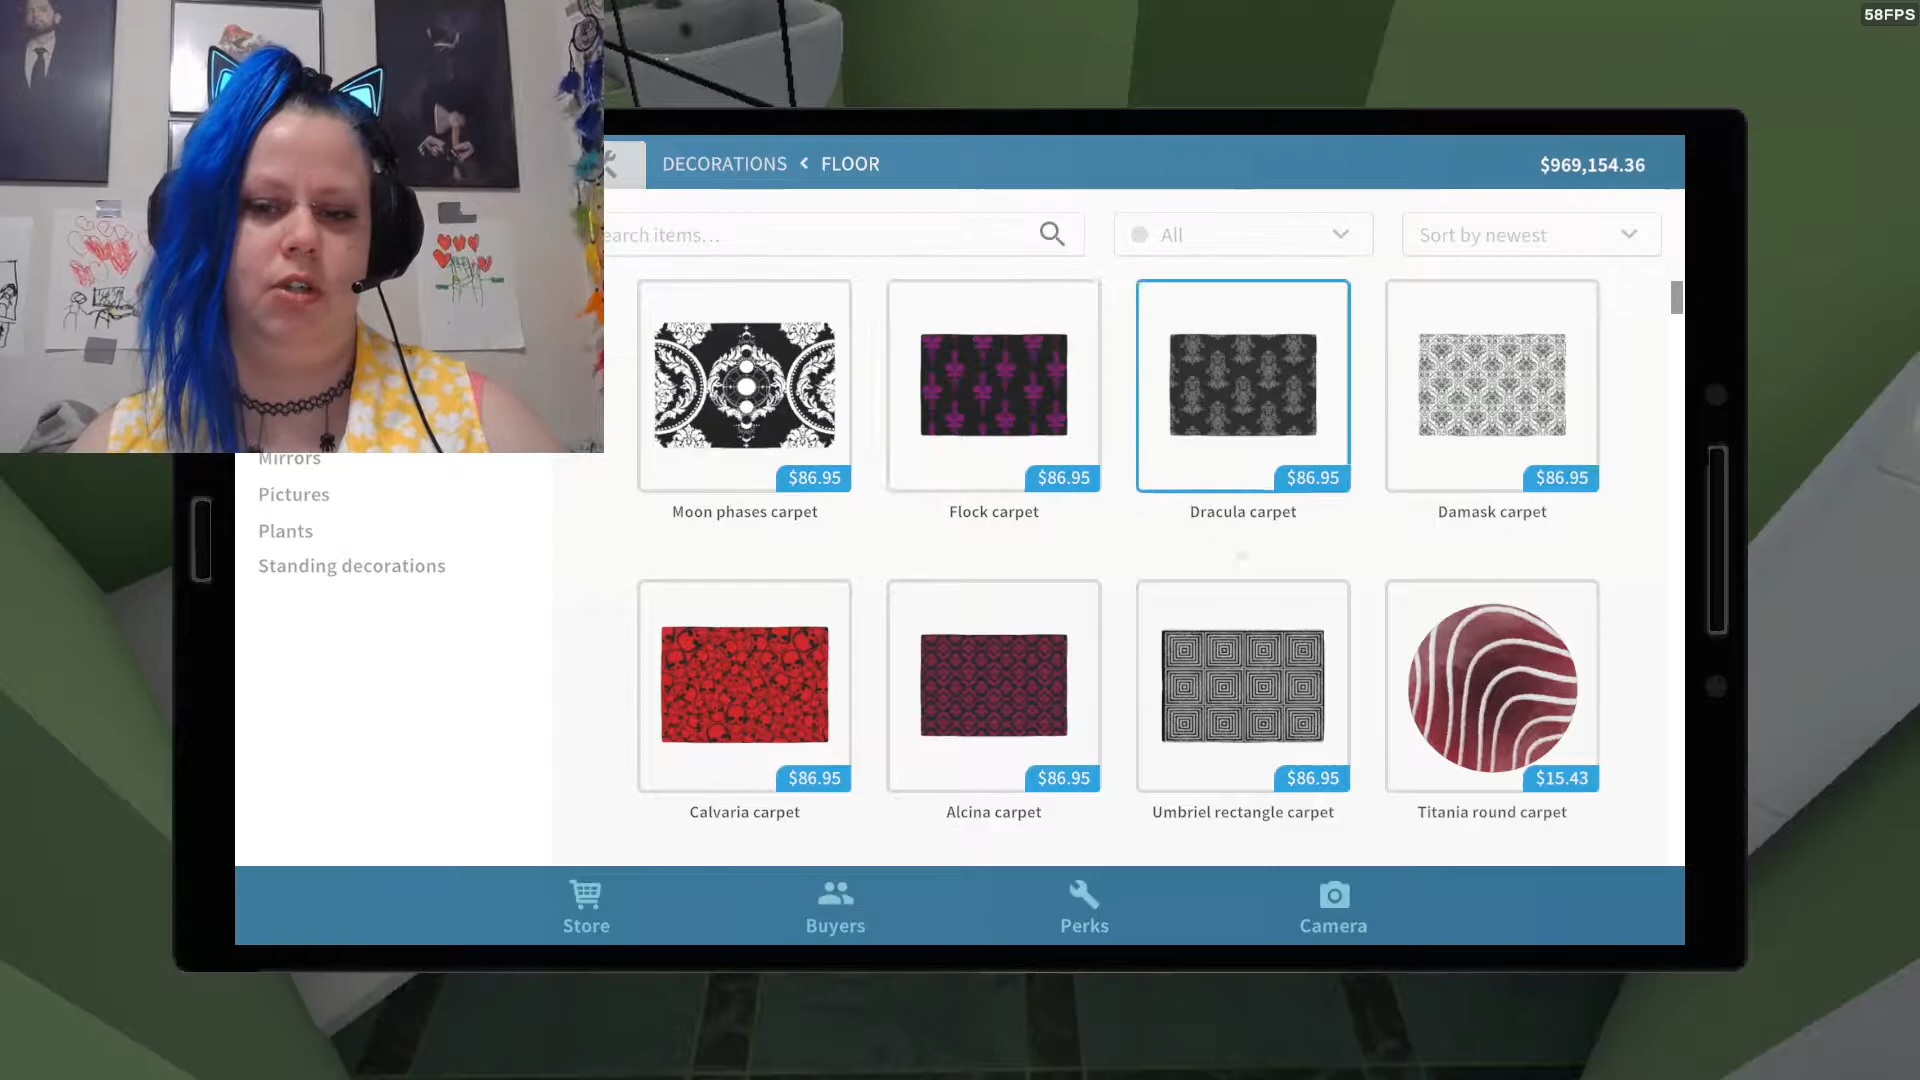 58FPS
DECORATIONS < FLOOR
$969,154.36
earch items...
All
Sort by newest
$86.95
$86.95
$86.95
$86.95
Moon phases carpet
Flock carpet
Dracula carpet
Damask carpet
Mirrors
Pictures
Plants
Standing decorations
$86.95
$86.95
$86.95
$15.43
Calvaria carpet
Alcina carpet
Umbriel rectangle carpet
Titania round carpet
Store
Buyers
Perks
Camera